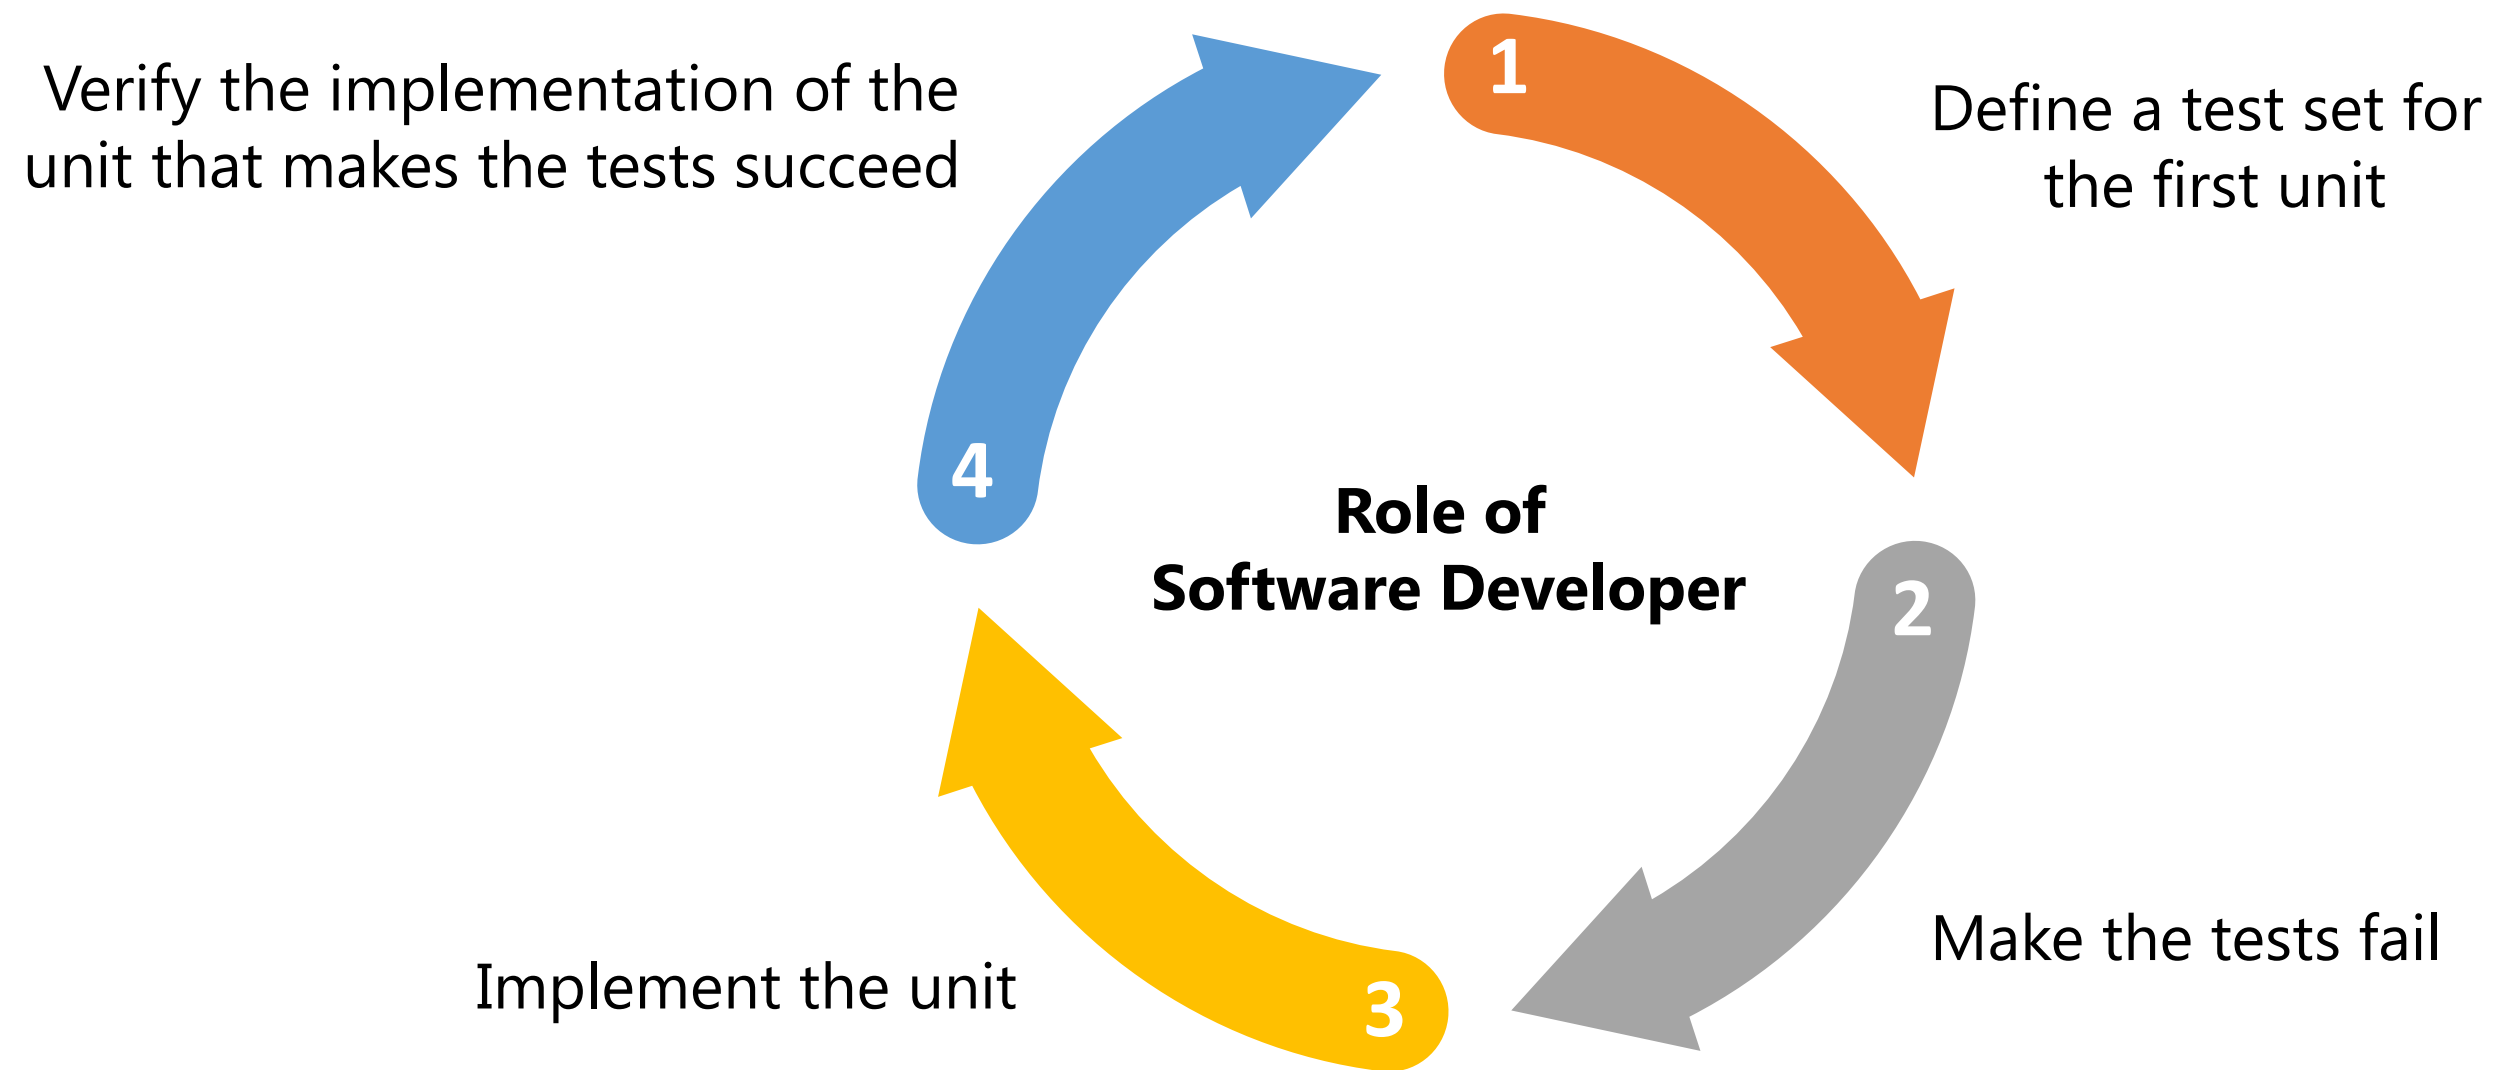 1
Define a test set for
the first unit
2
Make the tests fail
3
Implement the unit
4
Verify the implementation of the
unit that makes the tests succeed
Role of
Software Developer